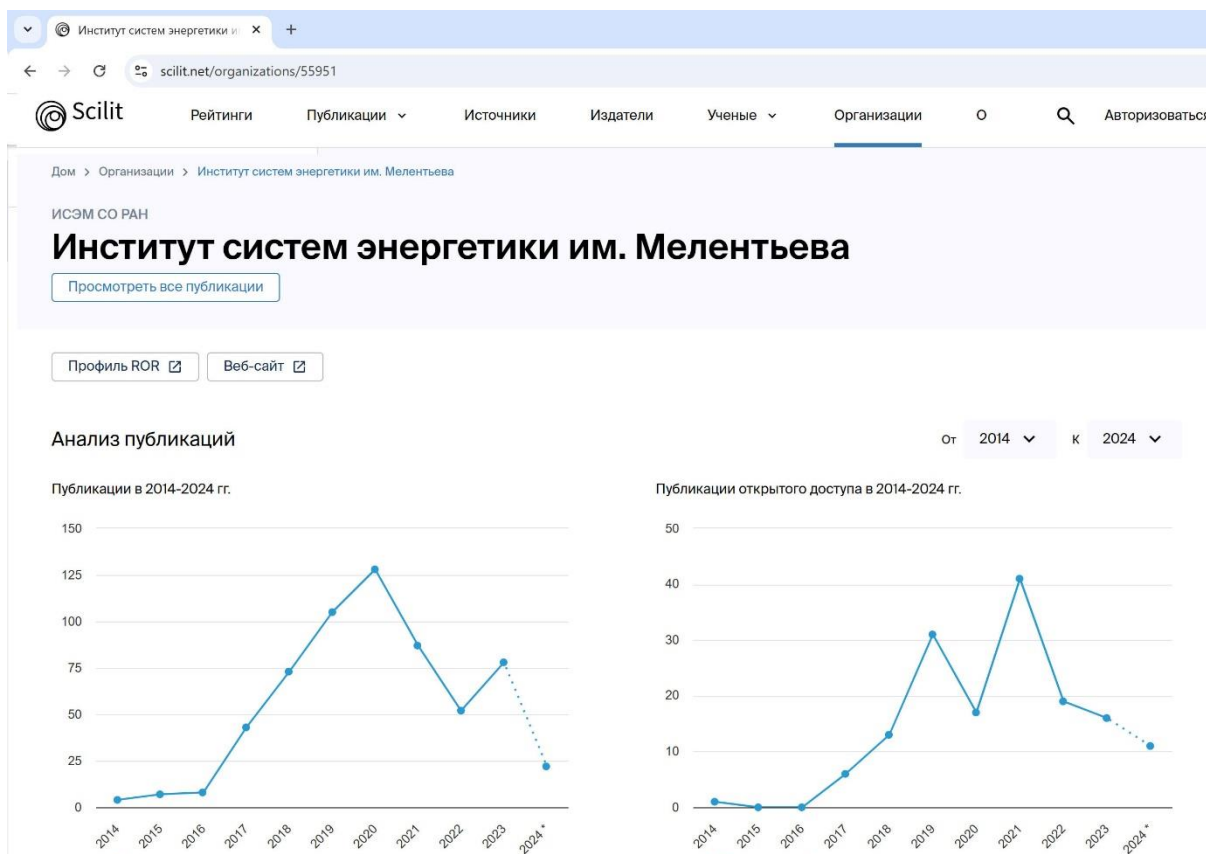 Институт систем энергетики и
scilit.net/organizations/55951
Scilit Рейтинги Публикации Источники Издатели Ученые Организации О Авторизоваться
Дом > Организации > Институт систем энергетики им. Мелентьева
ИСЭМ СО РАН
Институт систем энергетики им. Мелентьева
Просмотреть все публикации
Профиль ROR Веб-сайт
Анализ публикаций От 2014 К 2024
Публикации в 2014-2024 гг.
150
125
100
75
50
25
0
2014 2015 2016 2017 2018 2019 2020 2021 2022 2023 2024 *
Публикации открытого доступа в 2014-2024 гг.
50
40
30
20
10
0
2014 2015 2016 2017 2018 2019 2020 2021 2022 2023 2024 *